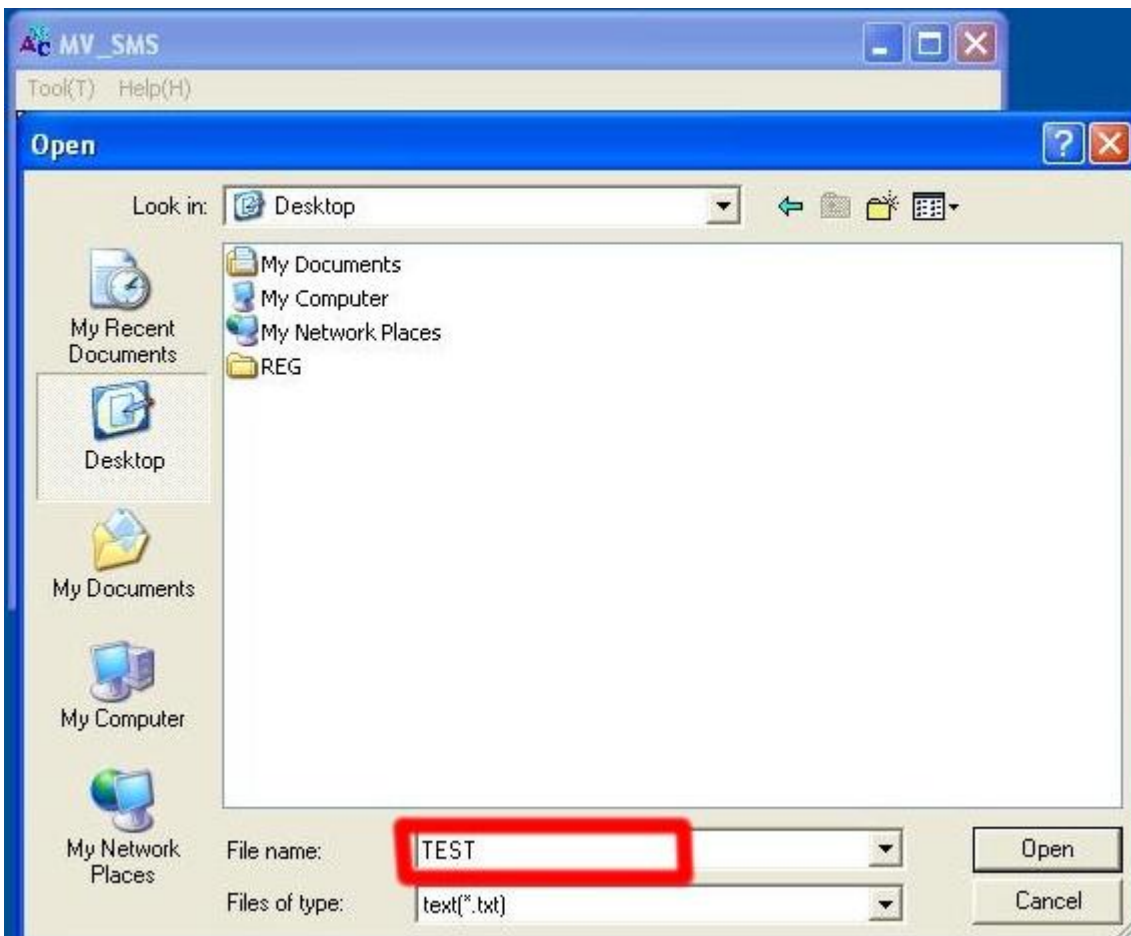 MV_SMS
Tool(T) Help(H)
Open
Look in: Desktop
My Documents
My Computer
My Network Places
REG
My Recent
Documents
Desktop
My Documents
My Computer
My Network
Places
File name: TEST
Open
Files of type: text(*.txt)
Cancel